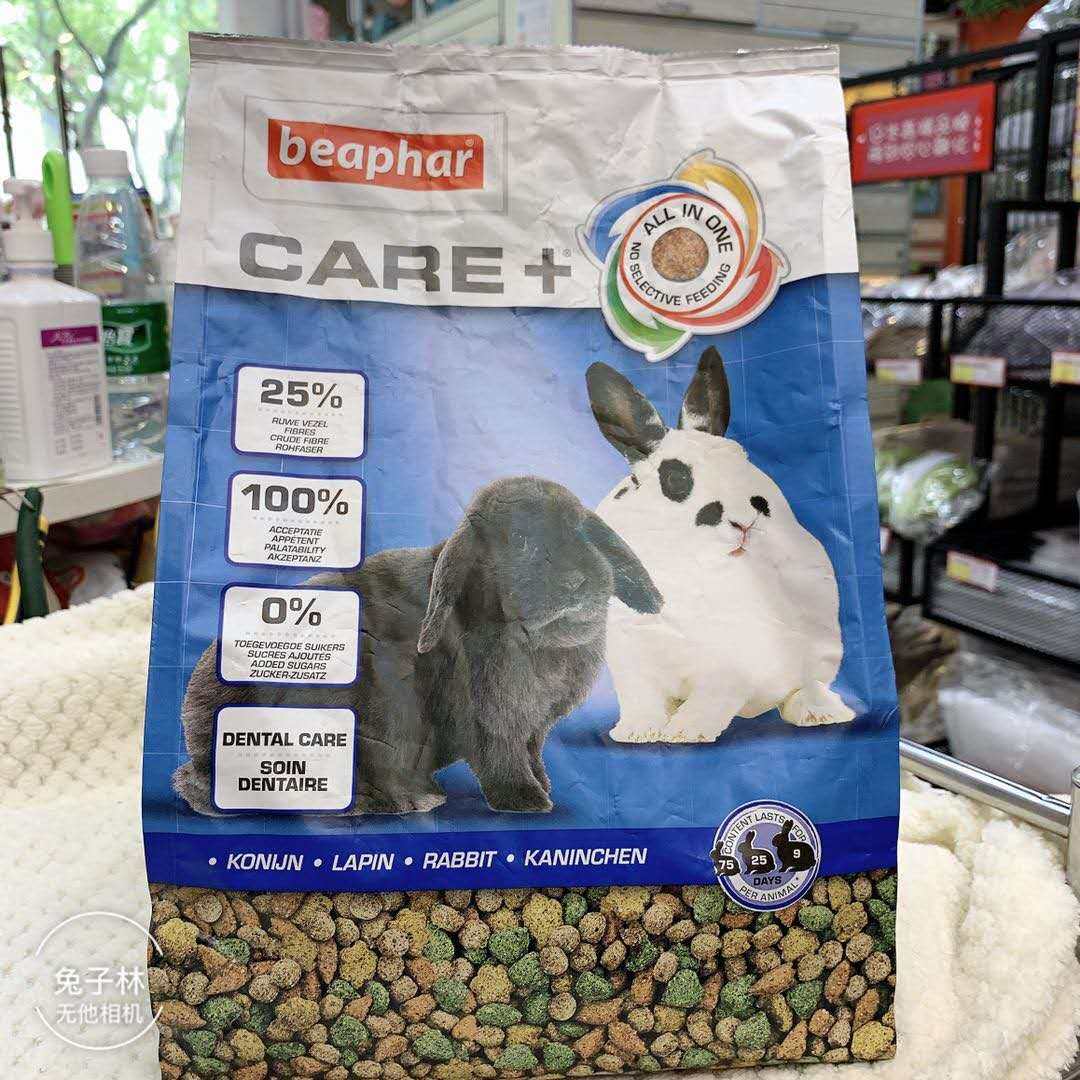 beaphar®
CARE +®
ALL IN ONE
NO SELECTIVE FEEDING
25%
RUWE VEZEL
FIBRES
CRUDE FIBRE
ROHFASER
100%
ACCEPTATIE
APPÉTENT
PALATABILITY
AKZEPTANZ
0%
TOEGEVOEGDE SUIKERS
SUCRES AJOUTÉS
ADDED SUGARS
ZUCKER-ZUSATZ
DENTAL CARE
SOIN
DENTAIRE
• KONIJN • LAPIN • RABBIT • KANINCHEN
CONTENT LASTS FOR
75 25 9
DAYS
PER ANIMAL
兔子林
无他相机